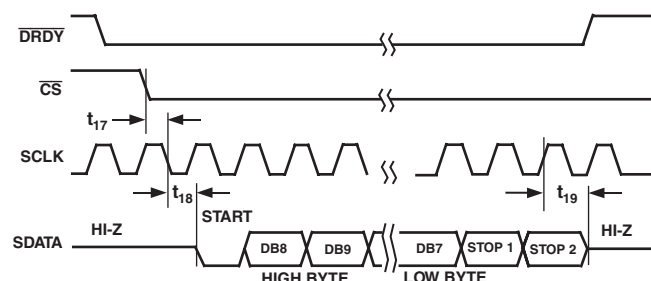 DRDY
CS
t17
SCLK
t18
t19
START
HI-Z
HI-Z
SDATA
DB8
DB9
DB7
STOP 1
STOP 2
HIGH BYTE
LOW BYTE